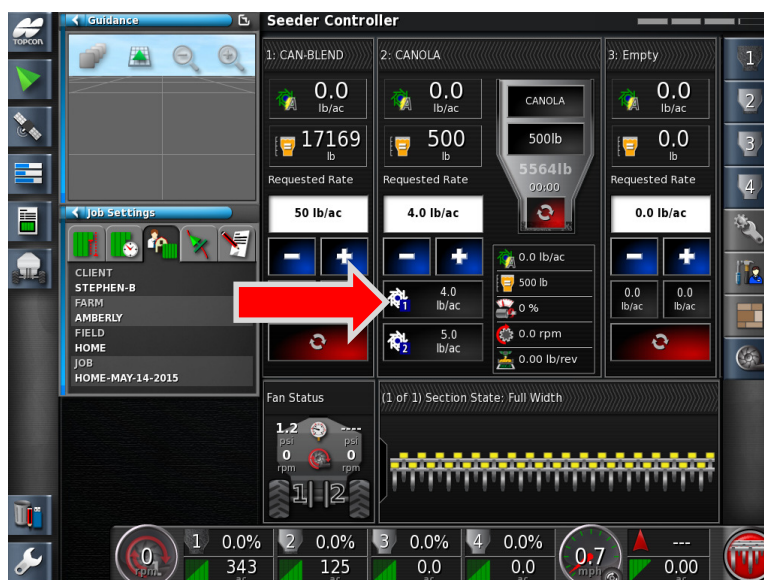 TOPCON
Guidance
Seeder Controller
1: CAN-BLEND
0.0
lb/ac
17169
lb
Requested Rate
50 lb/ac
2: CANOLA
0.0
lb/ac
500
lb
Requested Rate
4.0 lb/ac
1
4.0
lb/ac
2
5.0
lb/ac
CANOLA
500lb
5564lb
00:00
0.0 lb/ac
500 lb
0 %
0.0 rpm
0.00 lb/rev
3: Empty
0.0
lb/ac
0.0
lb
Requested Rate
0.0 lb/ac
0.0 0.0
lb/ac lb/ac
1
2
3
4
Job Settings
CLIENT
STEPHEN-B
FARM
AMBERLY
FIELD
HOME
JOB
HOME-MAY-14-2015
Fan Status
1.2 ----
psi psi
0 0
rpm rpm
1 2
(1 of 1) Section State: Full Width
0
rpm
1 0.0%
343
ac
2 0.0%
125
ac
3 0.0%
0.0
ac
4 0.0%
0.0
ac
0.7
mph
---
0.00
ac